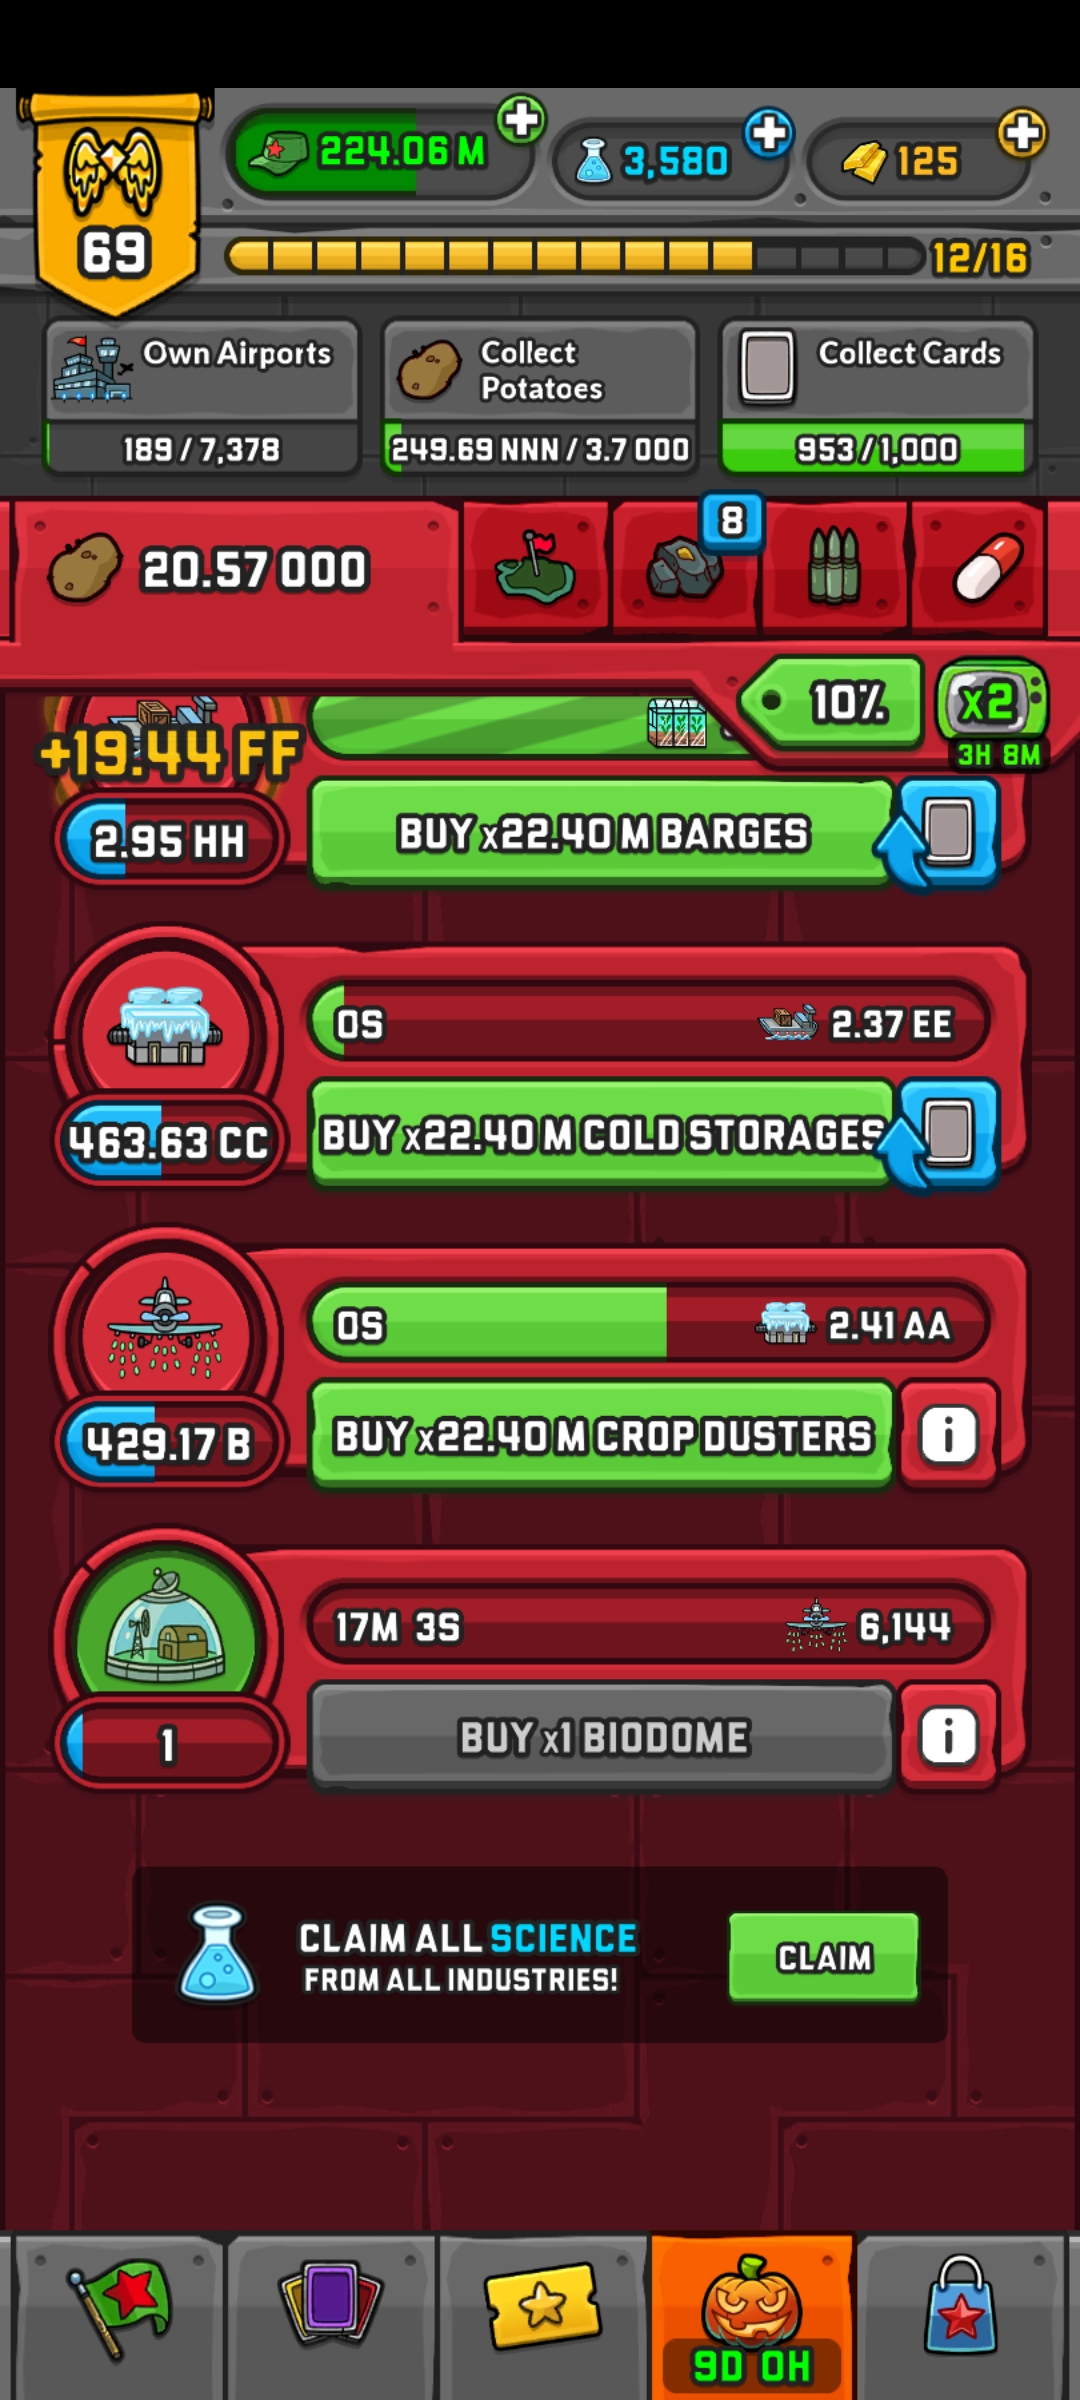 224.06 M
3,580
125
69
12/16
Own Airports
189 / 7,378
Collect
Potatoes
249.69 NNN / 3.7 OOO
Collect Cards
953 / 1,000
20.57 OOO
8
10%
x2
3H 8M
+19.44 FF
2.95 HH
BUY x22.40 M BARGES
0S
2.37 EE
463.63 CC
BUY x22.40 M COLD STORAGES
0S
2.41 AA
429.17 B
BUY x22.40 M CROP DUSTERS
i
17M 3S
6,144
1
BUY x1 BIODOME
i
CLAIM ALL SCIENCE
FROM ALL INDUSTRIES!
CLAIM
9D 0H